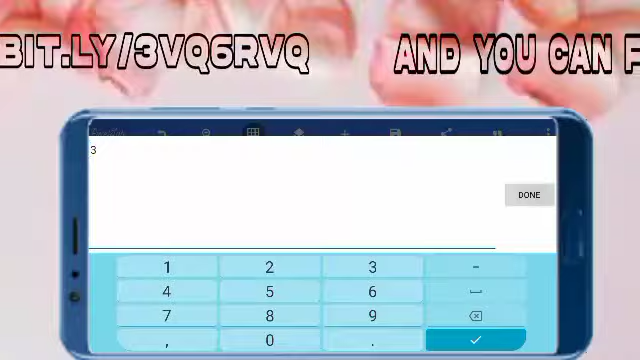 BIT.LY/3VQ6RVQ AND YOU CAN
3
DONE
1 2 3 -
4 5 6
7 8 9
, 0 .